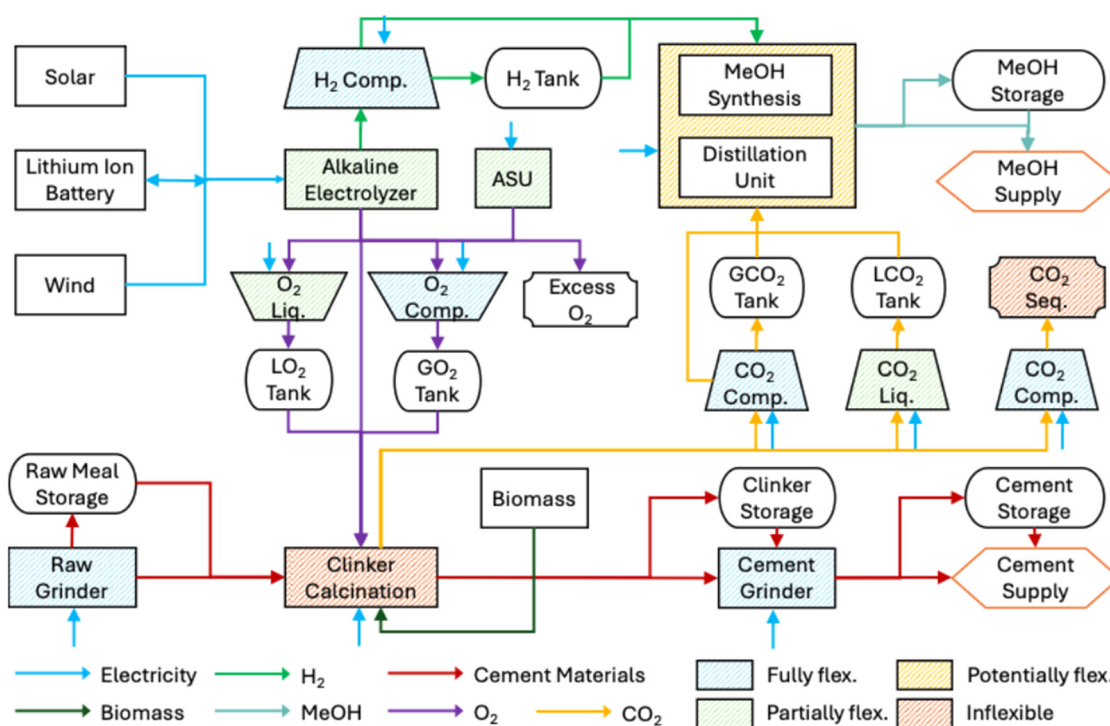 Solar
Lithium Ion
Battery
Wind
H₂ Comp.
H₂ Tank
Alkaline
Electrolyzer
ASU
MeOH
Synthesis
Distillation
Unit
MeOH
Storage
MeOH
Supply
O₂
Liq.
O₂
Comp.
Excess
O₂
LO₂
Tank
GO₂
Tank
GCO₂
Tank
LCO₂
Tank
CO₂
Seq.
CO₂
Comp.
CO₂
Liq.
CO₂
Comp.
Raw Meal
Storage
Biomass
Clinker
Storage
Cement
Storage
Raw
Grinder
Clinker
Calcination
Cement
Grinder
Cement
Supply
Electricity
H₂
Cement Materials
Fully flex.
Potentially flex.
Biomass
MeOH
O₂
CO₂
Partially flex.
Inflexible